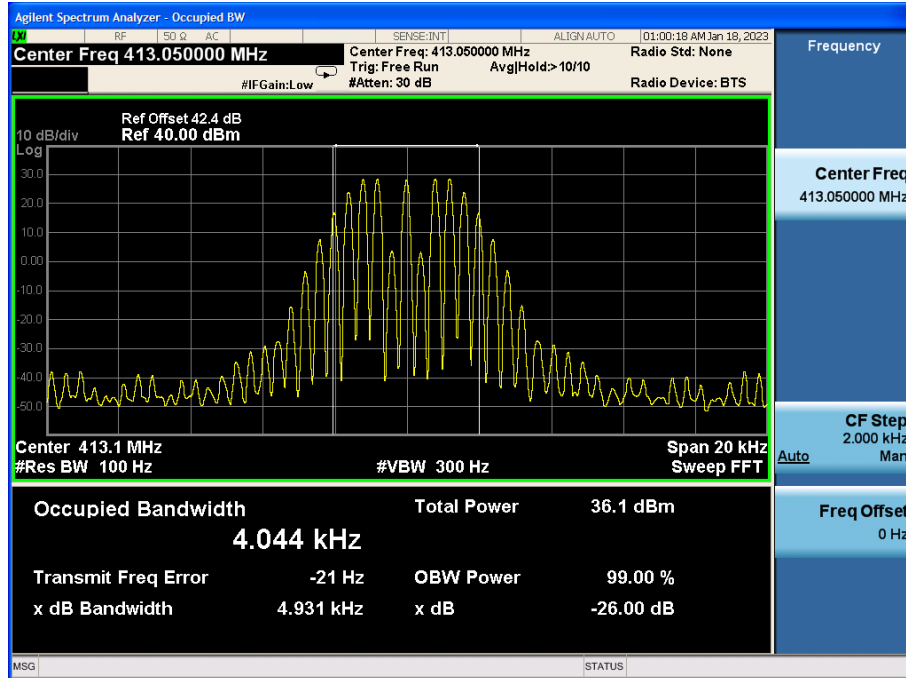 Agilent Spectrum Analyzer - Occupied BW
LXI RF 50 Ω AC SENSE:INT ALIGN AUTO 01:00:18 AM Jan 18, 2023
Center Freq 413.050000 MHz
Center Freq: 413.050000 MHz
Radio Std: None
Trig: Free Run Avg|Hold:>10/10
#IFGain:Low
#Atten: 30 dB
Radio Device: BTS
Ref Offset 42.4 dB
10 dB/div Ref 40.00 dBm
Log
30.0
20.0
10.0
0.00
-10.0
-20.0
-30.0
-40.0
-50.0
Center 413.1 MHz Span 20 kHz
#Res BW 100 Hz #VBW 300 Hz Sweep FFT
Occupied Bandwidth Total Power 36.1 dBm
4.044 kHz
Transmit Freq Error -21 Hz OBW Power 99.00 %
x dB Bandwidth 4.931 kHz x dB -26.00 dB
MSG STATUS
Frequency
Center Freq
413.050000 MHz
CF Step
2.000 kHz
Auto Man
Freq Offset
0 Hz